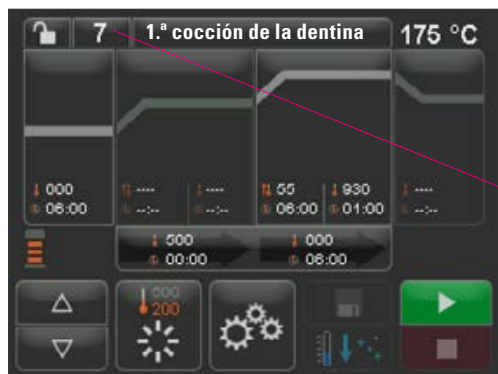 7 1.ª cocción de la dentina 175 °C
000 ---- ---- 55 930 ----
06:00 --:-- --:-- 06:00 01:00 --:--
500 000
00:00 06:00
500
200